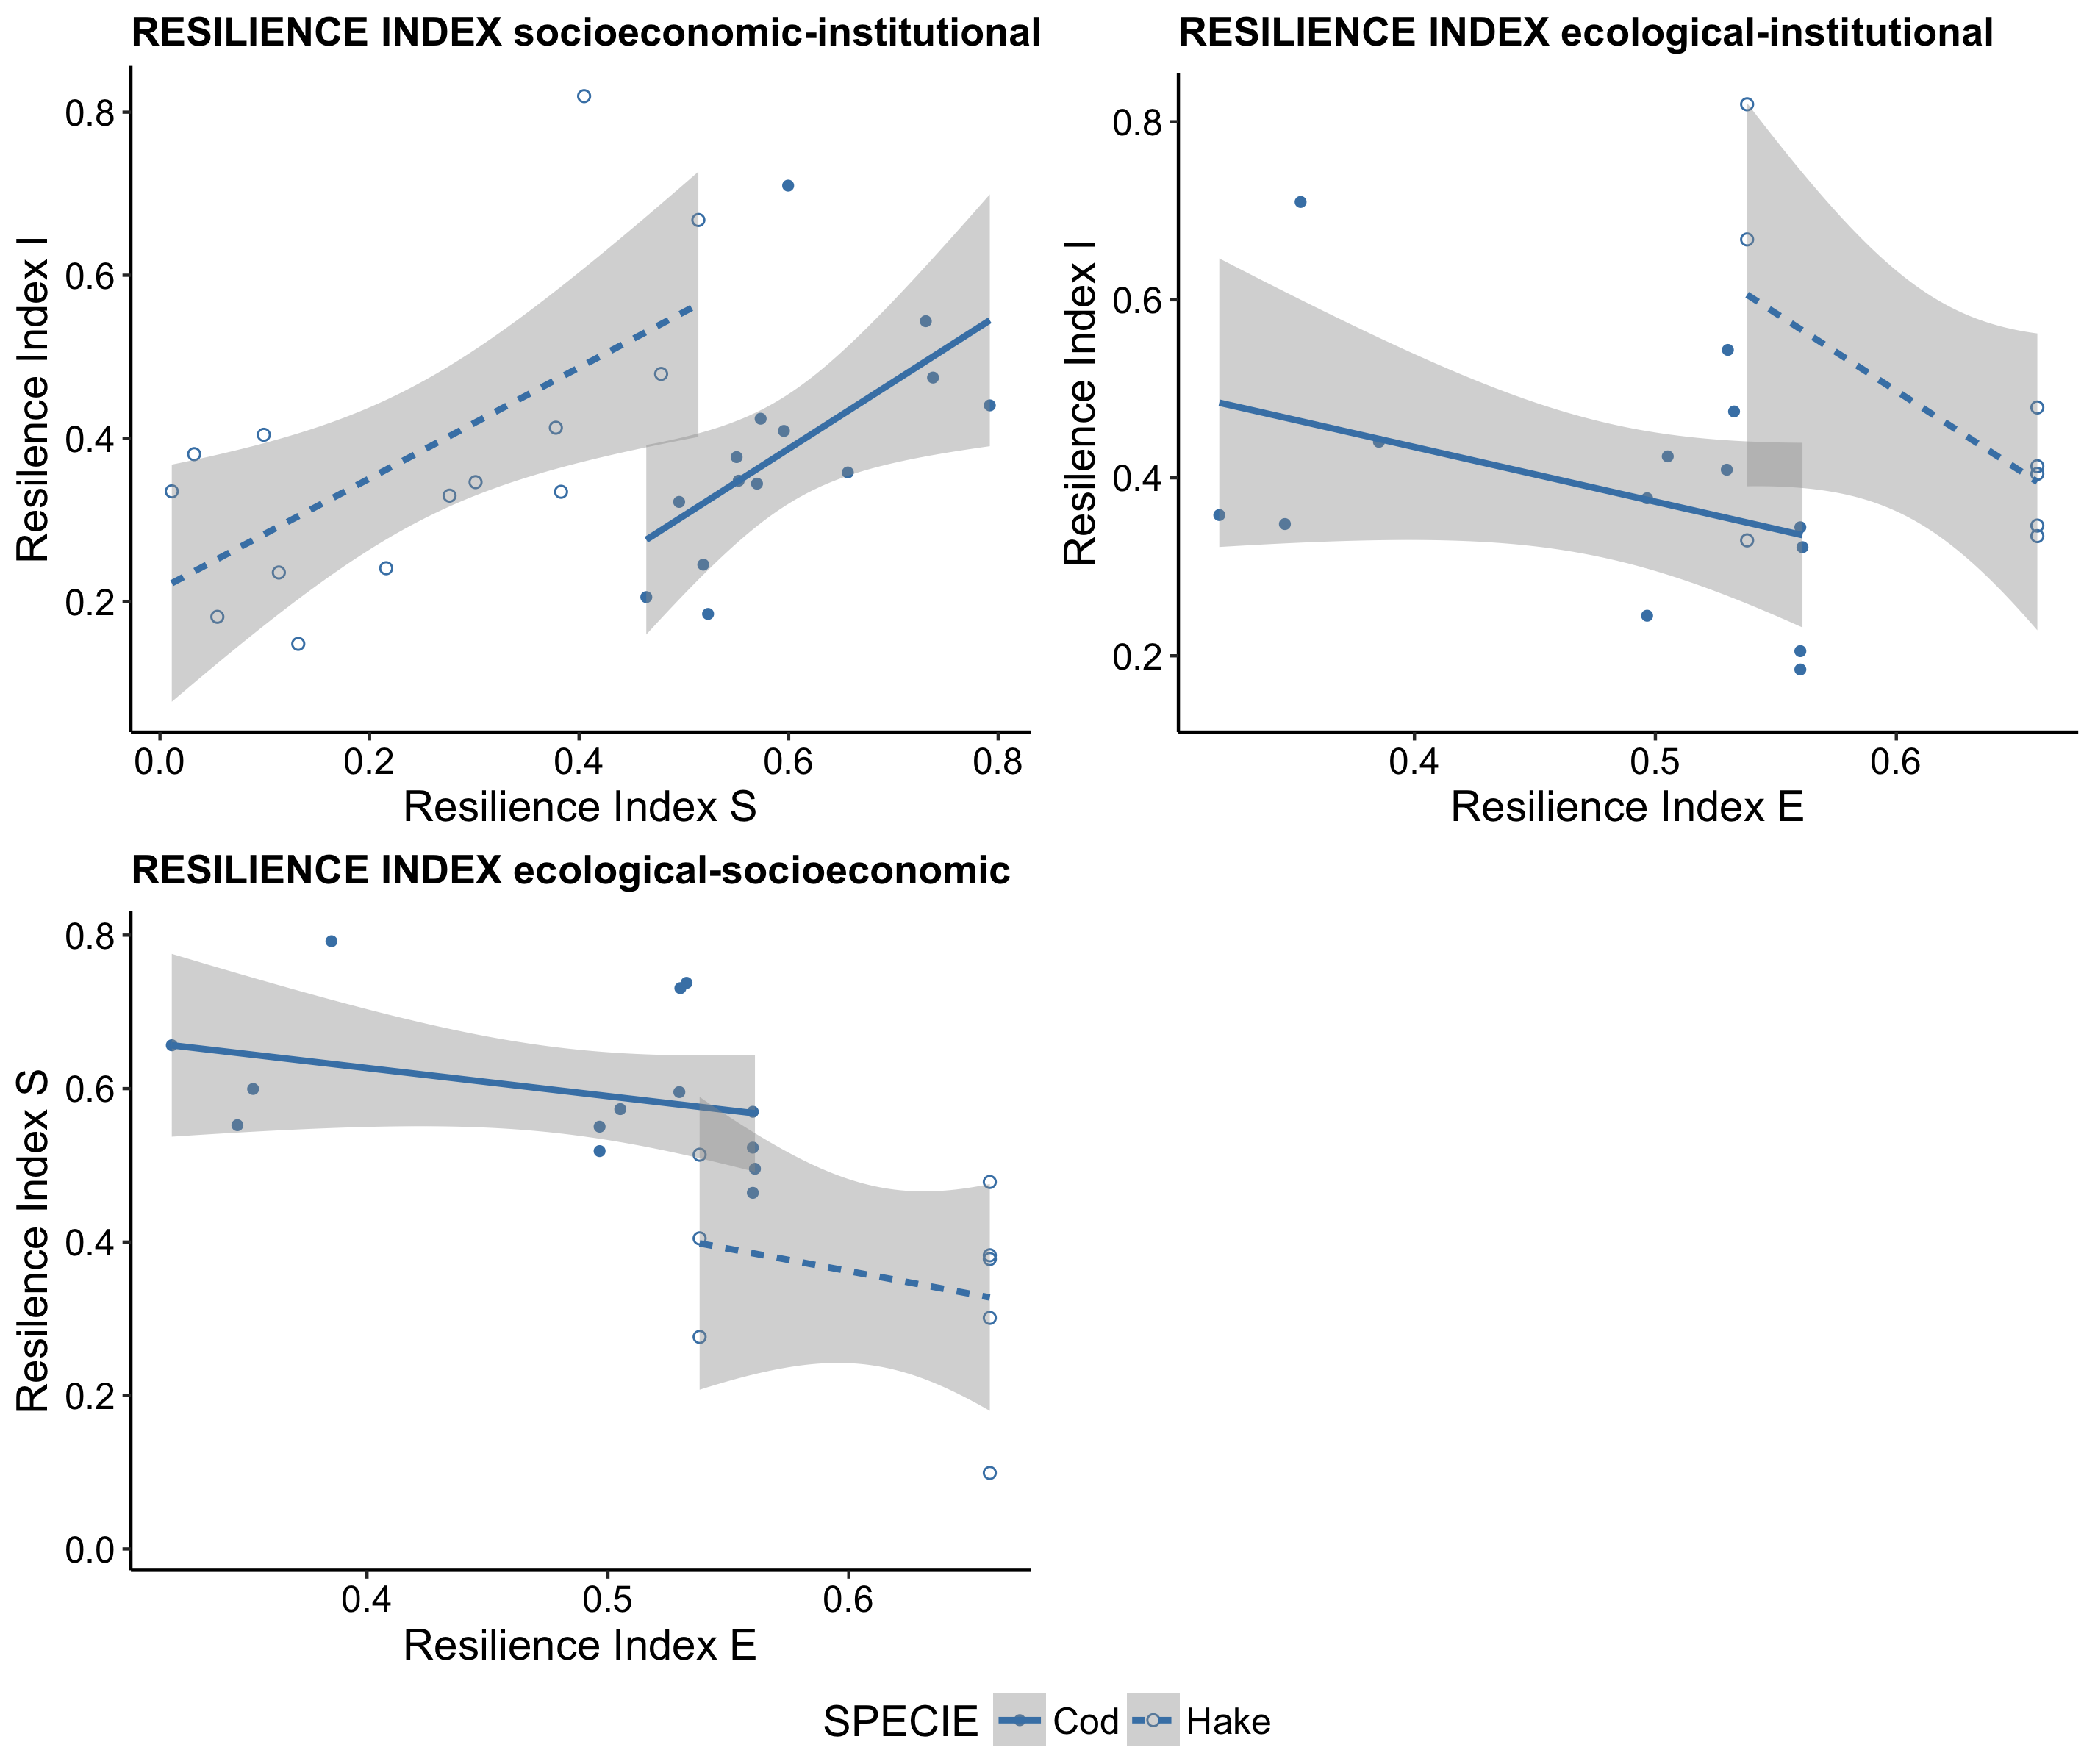 RESILIENCE INDEX socioeconomic-institutional
Resilience Index I
0.8
0.6
0.4
0.2
0.0 0.2 0.4 0.6 0.8
Resilience Index S
RESILIENCE INDEX ecological-institutional
Resilience Index I
0.8
0.6
0.4
0.2
0.4 0.5 0.6
Resilience Index E
RESILIENCE INDEX ecological-socioeconomic
Resilience Index S
0.8
0.6
0.4
0.2
0.0
0.4 0.5 0.6
Resilience Index E
SPECIE Cod Hake